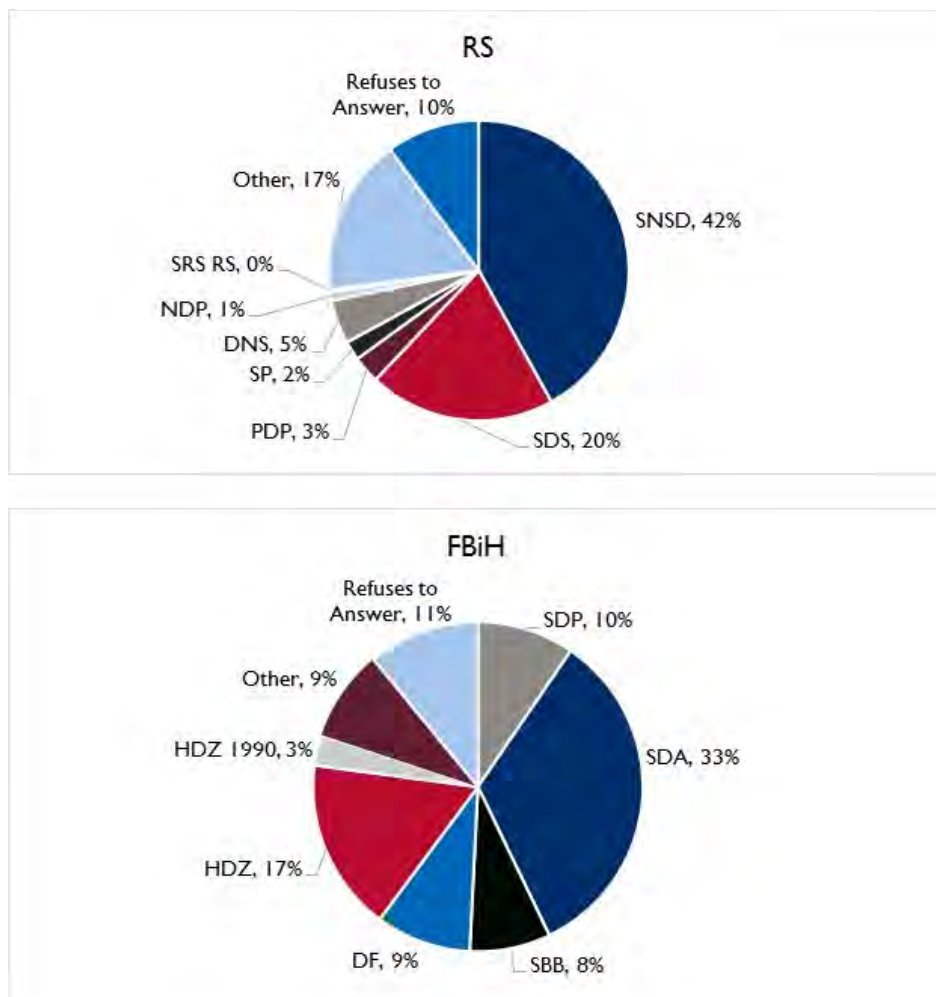 RS
Refuses to
Answer, 10%
Other, 17%
SNSD, 42%
SRS RS, 0%
NDP, 1%
DNS, 5%
SP, 2%
PDP, 3%
SDS, 20%
FBiH
Refuses to
Answer, 11%
SDP, 10%
Other, 9%
HDZ 1990, 3%
SDA, 33%
HDZ, 17%
DF, 9%
SBB, 8%